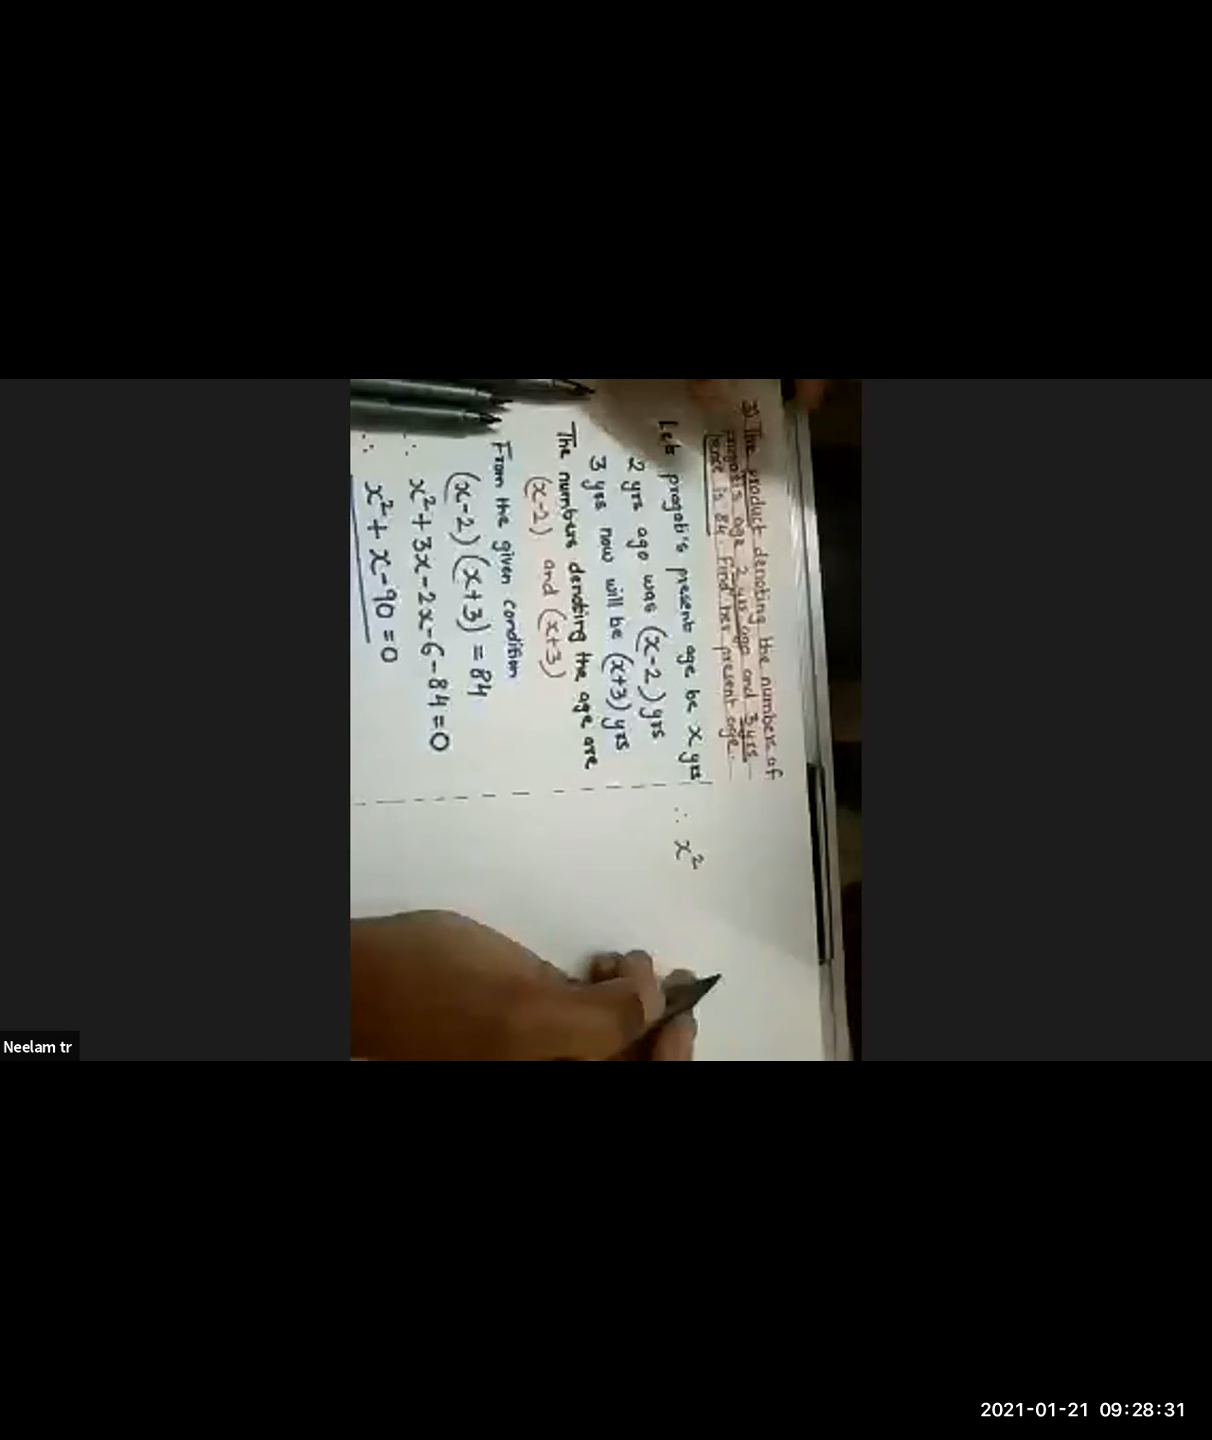 3) The product denoting the numbers of
pragati's age 2 yrs ago and 3 yrs
hence is 84. Find her present age.
Let pragati's present age be x yrs
2 yrs ago was (x-2) yrs
3 yrs now will be (x+3) yrs
The numbers denoting the age are
(x-2) and (x+3)
From the given condition
(x-2) (x+3) = 84
∴ x²+3x-2x-6-84=0
∴ x²+x-90=0
∴ x²
Neelam tr
2021-01-21 09:28:31